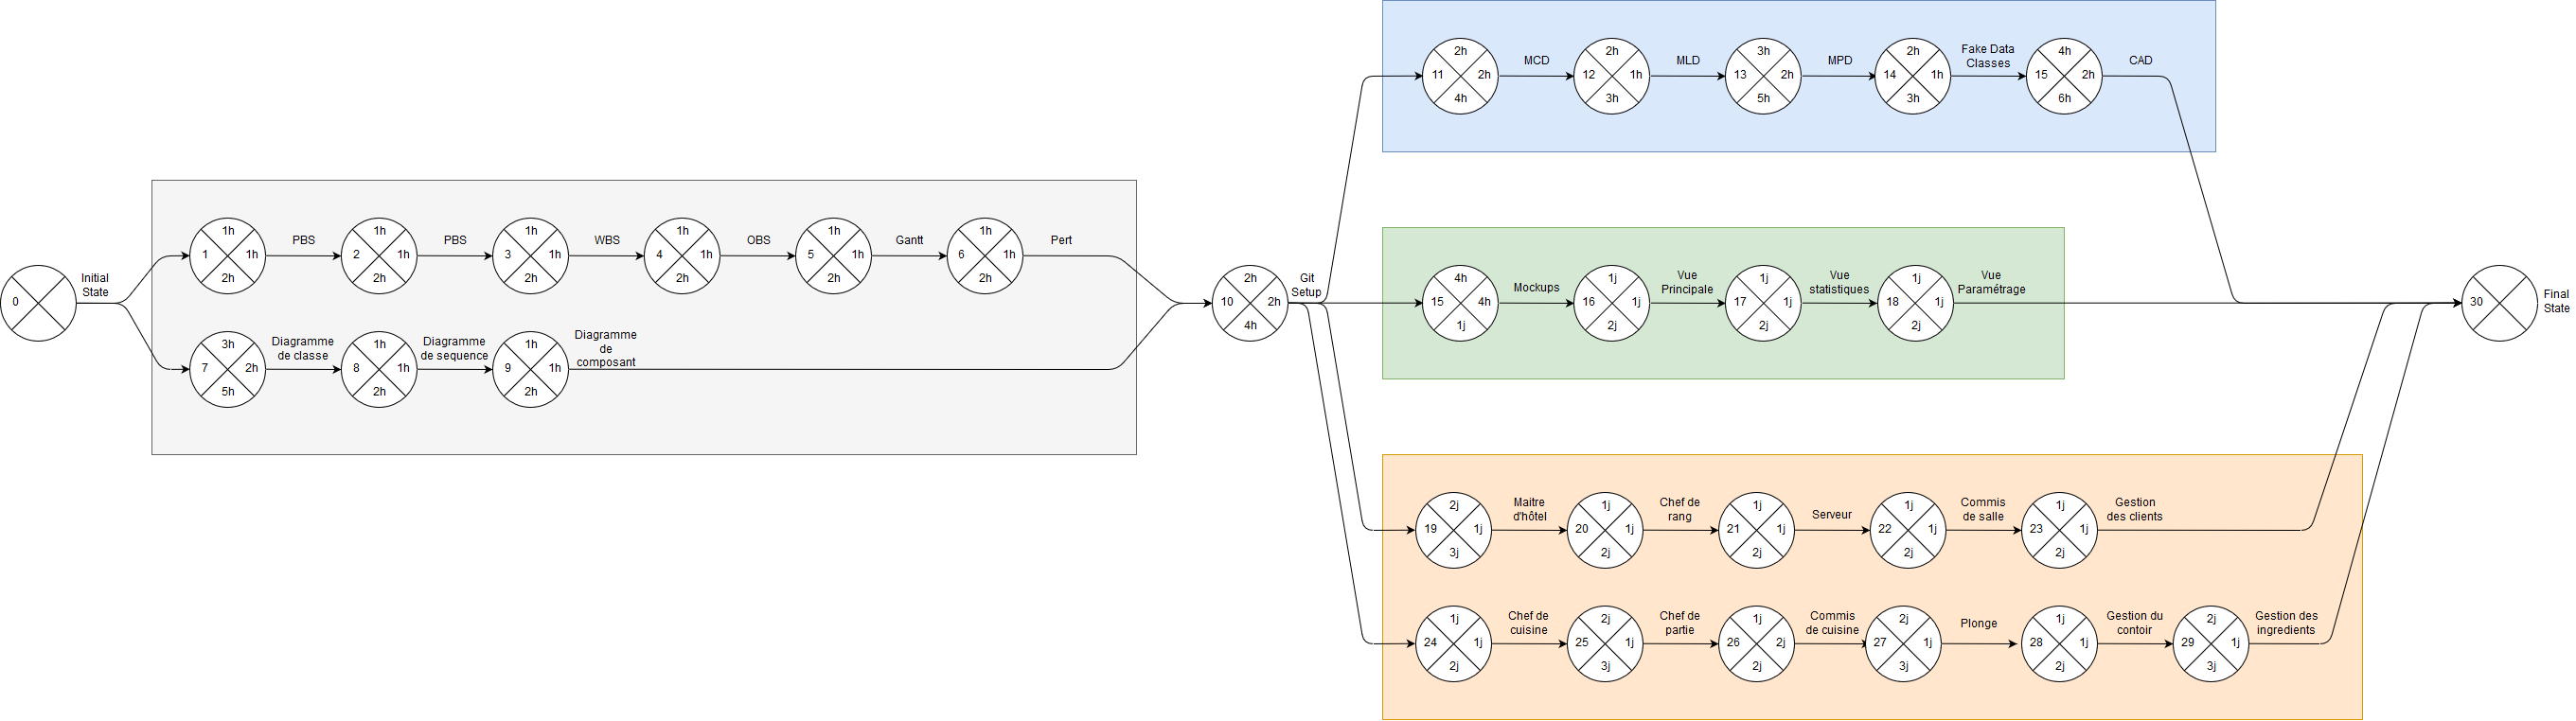 0
Initial
State
1h
1
1h
2h
PBS
1h
2
1h
2h
PBS
1h
3
1h
2h
WBS
1h
4
1h
2h
OBS
1h
5
1h
2h
Gantt
1h
6
1h
2h
Pert
3h
7
2h
5h
Diagramme
de classe
1h
8
1h
2h
Diagramme
de sequence
1h
9
1h
2h
Diagramme
de
composant
2h
10
2h
4h
Git
Setup
2h
11
2h
4h
MCD
2h
12
1h
3h
MLD
3h
13
2h
5h
MPD
2h
14
1h
3h
Fake Data
Classes
4h
15
2h
6h
CAD
4h
15
4h
1j
Mockups
1j
16
1j
2j
Vue
Principale
1j
17
1j
2j
Vue
statistiques
1j
18
1j
2j
Vue
Paramétrage
2j
19
1j
3j
Maitre
d'hôtel
1j
20
1j
2j
Chef de
rang
1j
21
1j
2j
Serveur
1j
22
1j
2j
Commis
de salle
1j
23
1j
2j
Gestion
des clients
1j
24
1j
2j
Chef de
cuisine
2j
25
1j
3j
Chef de
partie
1j
26
2j
2j
Commis
de cuisine
2j
27
1j
3j
Plonge
1j
28
1j
2j
Gestion du
contoir
2j
29
1j
3j
Gestion des
ingredients
30
Final
State